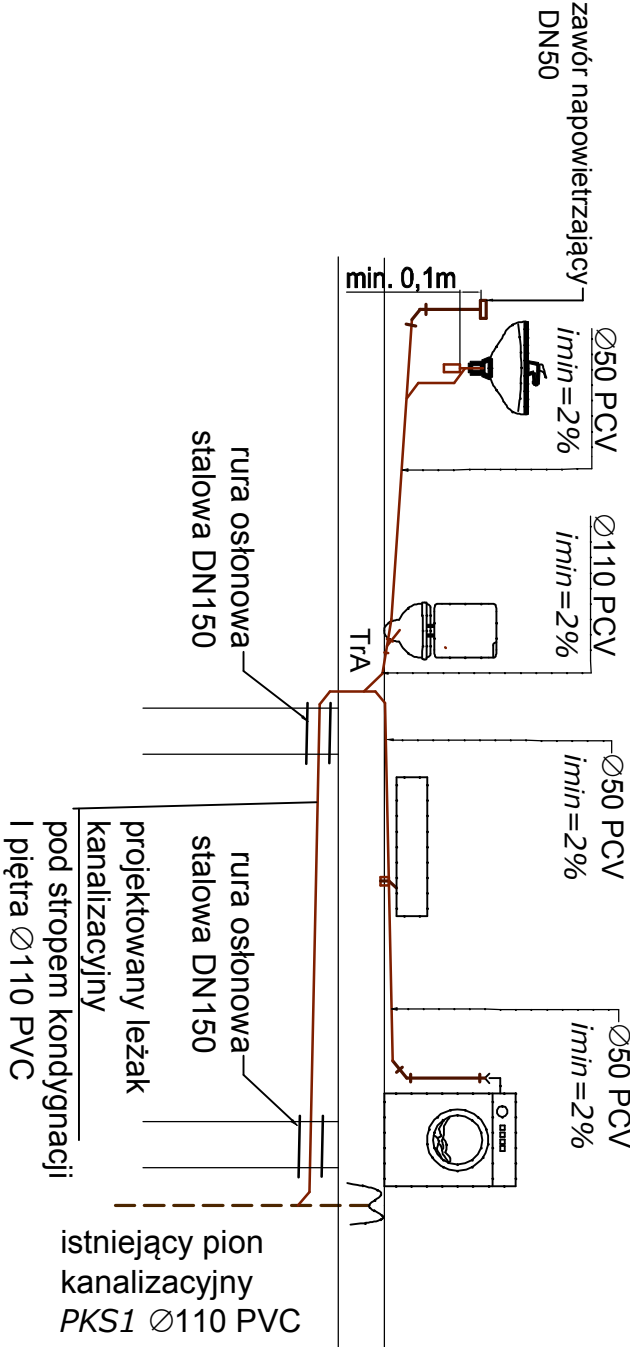 zawór napowietrzający
DN50
min. 0,1m
∅50 PCV
imin=2%
∅110 PCV
imin=2%
∅50 PCV
imin=2%
∅50 PCV
imin=2%
TrA
rura osłonowa
stalowa DN150
rura osłonowa
stalowa DN150
projektowany leżak
kanalizacyjny
pod stropem kondygnacji
I piętra ∅110 PVC
istniejący pion
kanalizacyjny
PKS1 ∅110 PVC